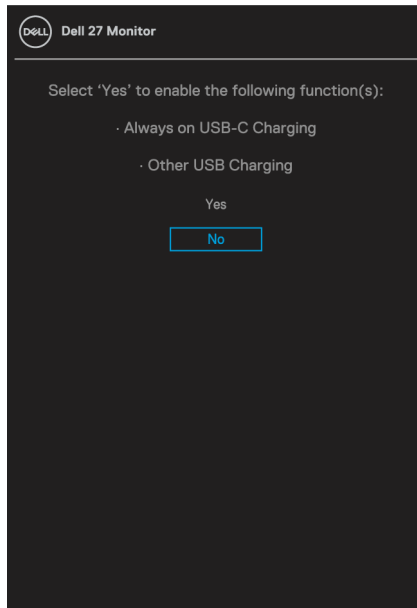 DELL
Dell 27 Monitor
Select ‘Yes’ to enable the following function(s):
· Always on USB-C Charging
· Other USB Charging
Yes
No